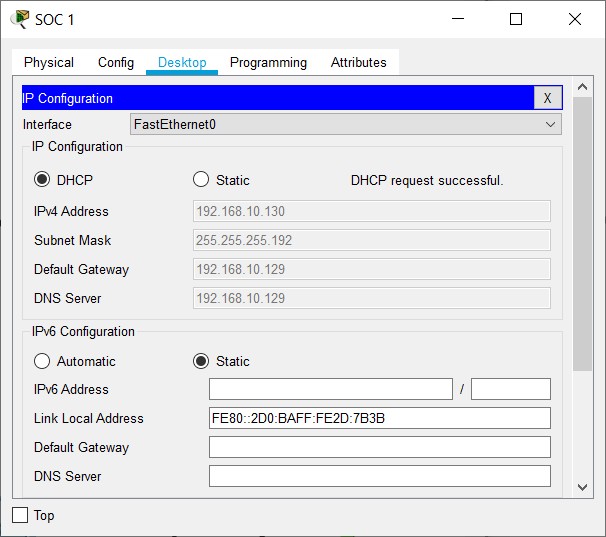 SOC 1
Physical Config Desktop Programming Attributes
IP Configuration X
Interface FastEthernet0
IP Configuration
DHCP Static DHCP request successful.
IPv4 Address 192.168.10.130
Subnet Mask 255.255.255.192
Default Gateway 192.168.10.129
DNS Server 192.168.10.129
IPv6 Configuration
Automatic Static
IPv6 Address /
Link Local Address FE80::2D0:BAFF:FE2D:7B3B
Default Gateway
DNS Server
Top